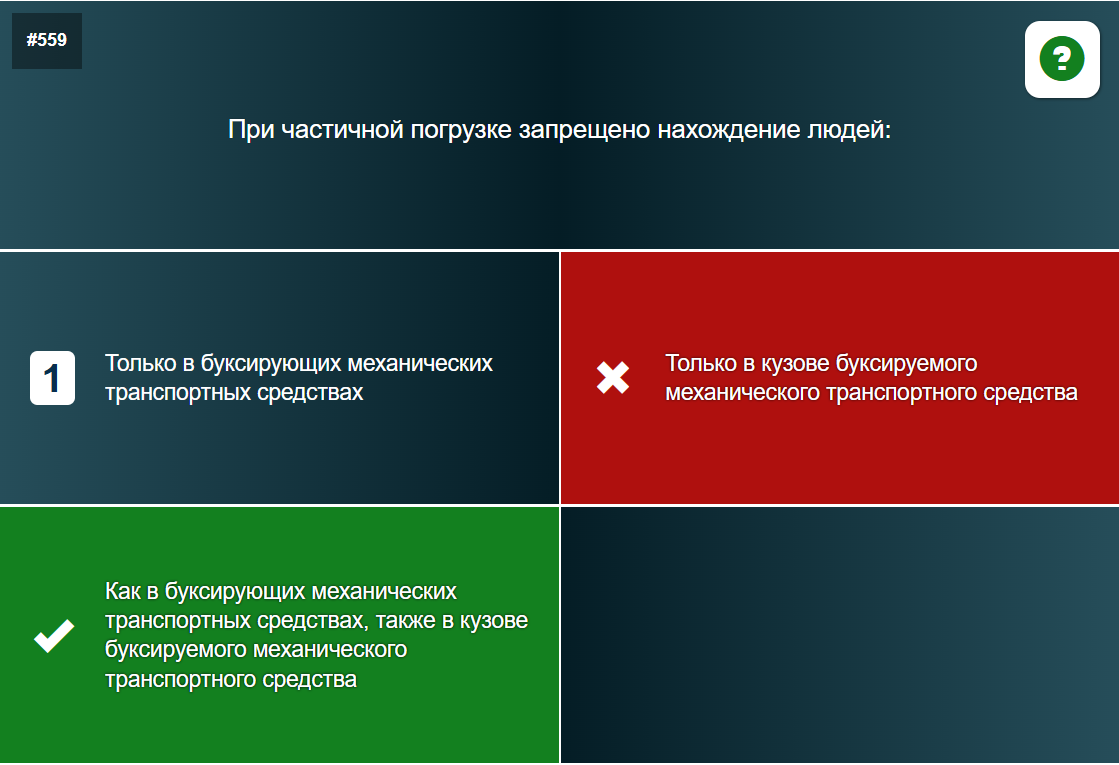 #559
?
При частичной погрузке запрещено нахождение людей:
1
Только в буксирующих механических
транспортных средствах
Только в кузове буксируемого
механического транспортного средства
Как в буксирующих механических
транспортных средствах, также в кузове
буксируемого механического
транспортного средства